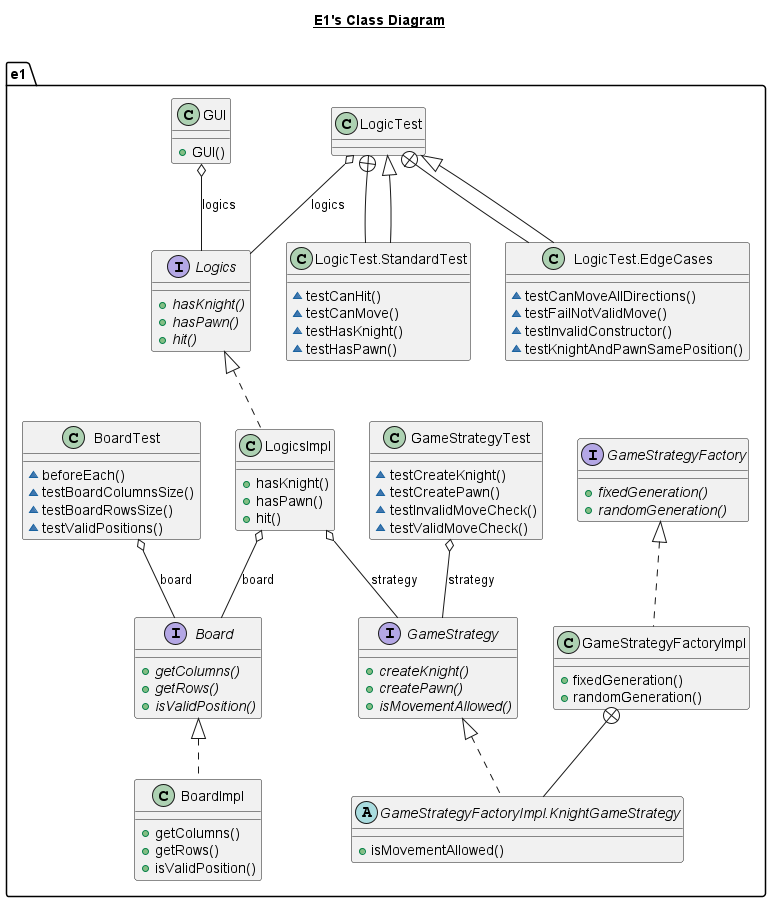 E1's Class Diagram
e1
C GUI
GUI()
C LogicTest
logics
logics
I Logics
hasKnight()
hasPawn()
hit()
C LogicTest.StandardTest
testCanHit()
testCanMove()
testHasKnight()
testHasPawn()
C LogicTest.EdgeCases
testCanMoveAllDirections()
testFailNotValidMove()
testInvalidConstructor()
testKnightAndPawnSamePosition()
C BoardTest
beforeEach()
testBoardColumnsSize()
testBoardRowsSize()
testValidPositions()
C LogicsImpl
hasKnight()
hasPawn()
hit()
C GameStrategyTest
testCreateKnight()
testCreatePawn()
testInvalidMoveCheck()
testValidMoveCheck()
I GameStrategyFactory
fixedGeneration()
randomGeneration()
board
board
strategy
strategy
I Board
getColumns()
getRows()
isValidPosition()
I GameStrategy
createKnight()
createPawn()
isMovementAllowed()
C GameStrategyFactoryImpl
fixedGeneration()
randomGeneration()
C BoardImpl
getColumns()
getRows()
isValidPosition()
A GameStrategyFactoryImpl.KnightGameStrategy
isMovementAllowed()